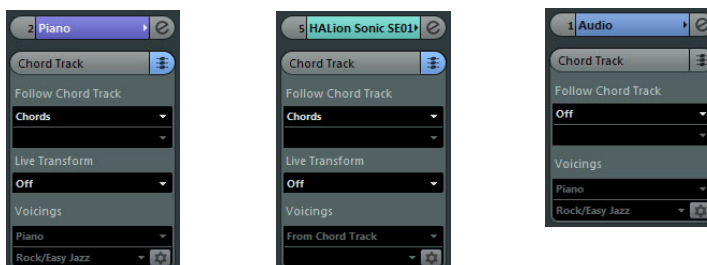 2 Piano
Chord Track
Follow Chord Track
Chords
Live Transform
Off
Voicings
Piano
Rock/Easy Jazz
5 HALion Sonic SE01
Chord Track
Follow Chord Track
Chords
Live Transform
Off
Voicings
From Chord Track
1 Audio
Chord Track
Follow Chord Track
Off
Voicings
Piano
Rock/Easy Jazz